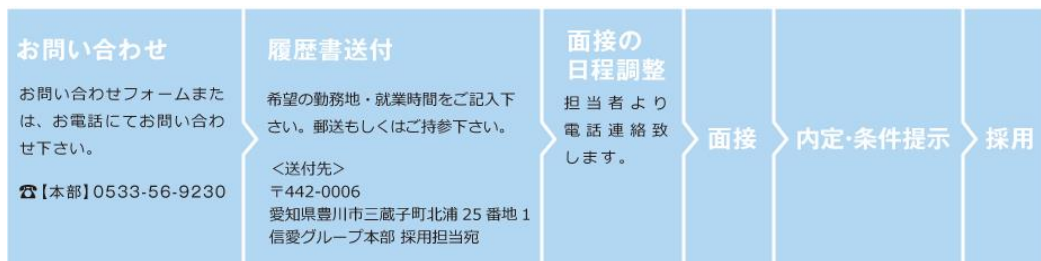 お問い合わせ
お問い合わせフォームまた
は、お電話にてお問い合わ
せ下さい。
☎【本部】0533-56-9230
履歴書送付
希望の勤務地・就業時間をご記入下
さい。郵送もしくはご持参下さい。
<送付先>
〒442-0006
愛知県豊川市三蔵子町北浦 25 番地 1
信愛グループ本部 採用担当宛
面接の
日程調整
担当者より
電話連絡致
します。
面接
内定·条件提示
採用